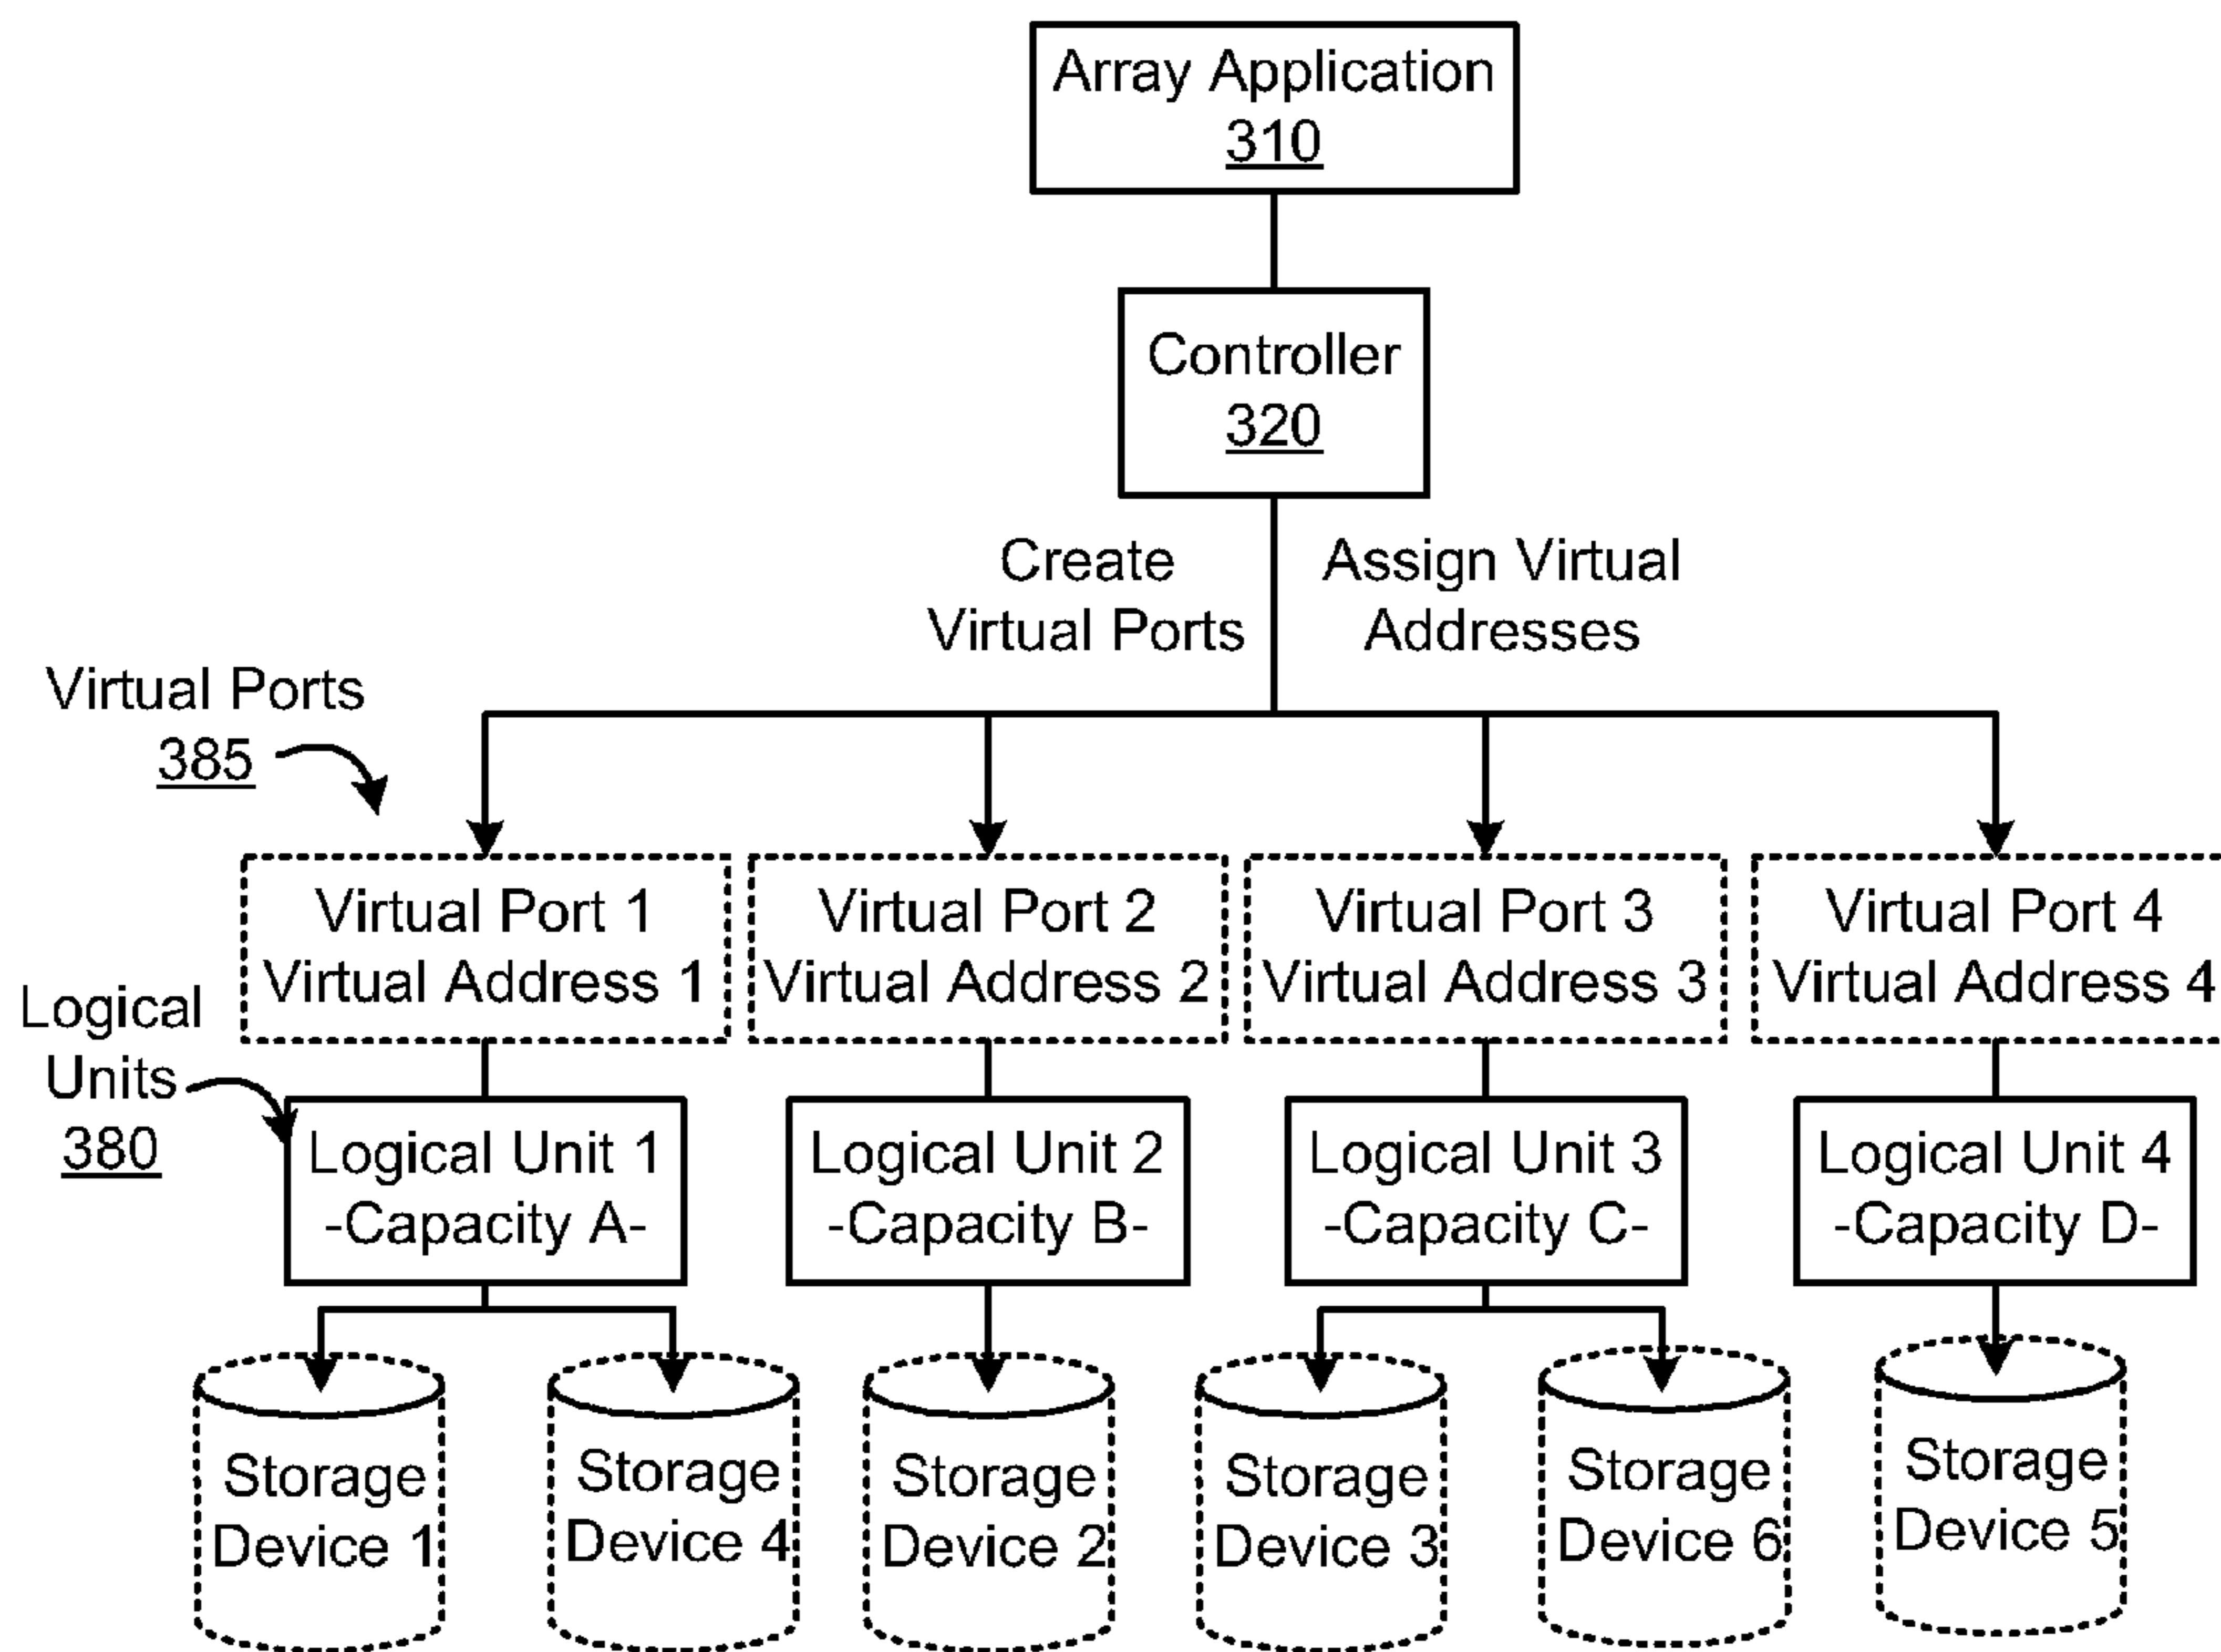 Array Application
310
Controller
320
Create
Virtual Ports
Assign Virtual
Addresses
Virtual Ports
385
Virtual Port 1
Virtual Address 1
Virtual Port 2
Virtual Address 2
Virtual Port 3
Virtual Address 3
Virtual Port 4
Virtual Address 4
Logical
Units
380
Logical Unit 1
-Capacity A-
Logical Unit 2
-Capacity B-
Logical Unit 3
-Capacity C-
Logical Unit 4
-Capacity D-
Storage
Device 1
Storage
Device 4
Storage
Device 2
Storage
Device 3
Storage
Device 6
Storage
Device 5